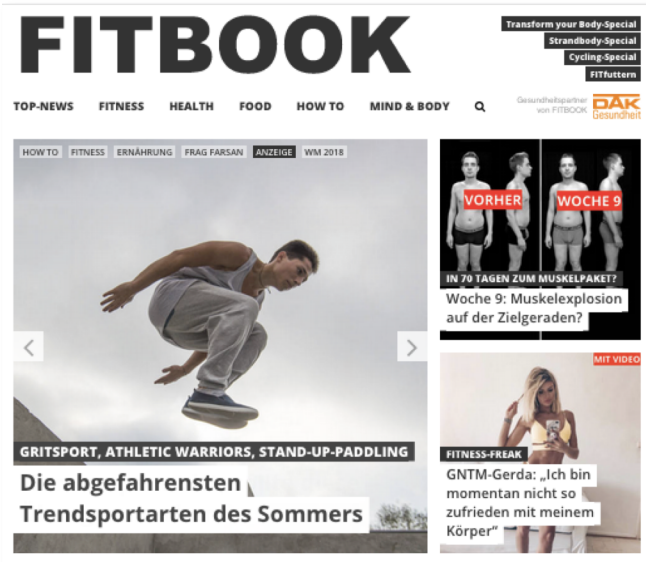 FITBOOK
Transform your Body-Special
Strandbody-Special
Cycling-Special
FITfuttern
TOP-NEWS FITNESS HEALTH FOOD HOW TO MIND & BODY
Gesundheitspartner
von FITBOOK
DAK
Gesundheit
HOW TO FITNESS ERNÄHRUNG FRAG FARSAN ANZEIGE WM 2018
GRITSPORT, ATHLETIC WARRIORS, STAND-UP-PADDLING
Die abgefahrensten
Trendsportarten des Sommers
VORHER WOCHE 9
IN 70 TAGEN ZUM MUSKELPAKET?
Woche 9: Muskelexplosion
auf der Zielgeraden?
MIT VIDEO
FITNESS-FREAK
GNTM-Gerda: „Ich bin
momentan nicht so
zufrieden mit meinem
Körper“